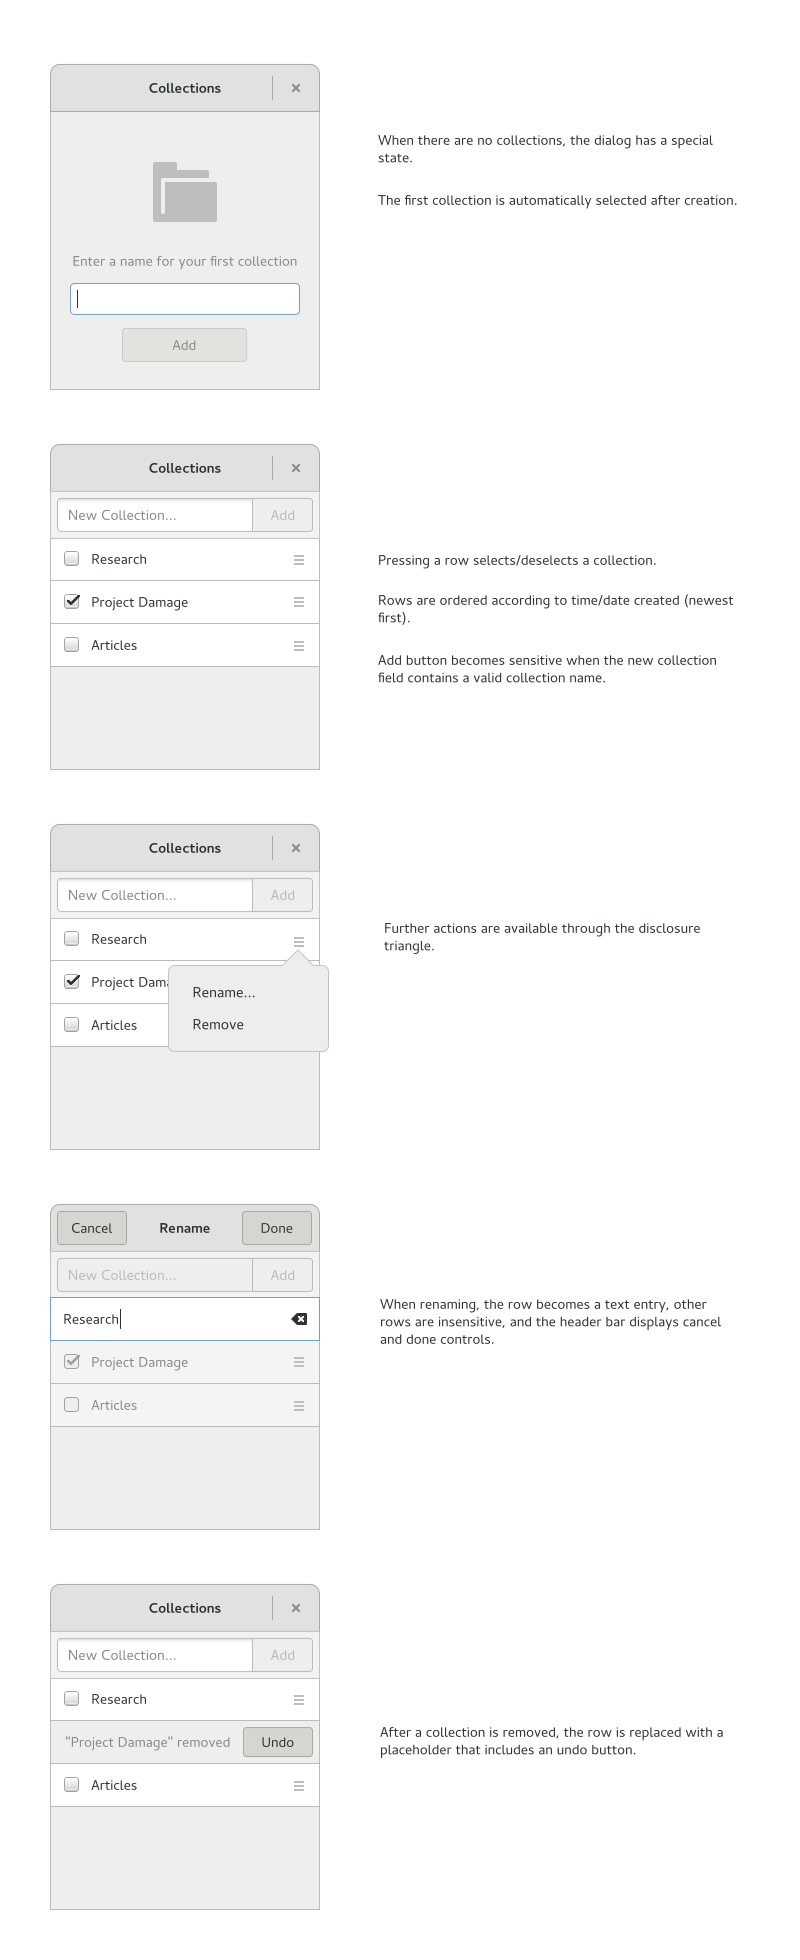 Collections
When there are no collections, the dialog has a special
state.
The first collection is automatically selected after creation.
Enter a name for your first collection
Add
Collections
New Collection...
Add
Research
Project Damage
Articles
Pressing a row selects/deselects a collection.
Rows are ordered according to time/date created (newest
first).
Add button becomes sensitive when the new collection
field contains a valid collection name.
Collections
New Collection...
Add
Research
Project Dama
Articles
Rename...
Remove
Further actions are available through the disclosure
triangle.
Cancel
Rename
Done
New Collection...
Add
Research
Project Damage
Articles
When renaming, the row becomes a text entry, other
rows are insensitive, and the header bar displays cancel
and done controls.
Collections
New Collection...
Add
Research
"Project Damage" removed
Undo
Articles
After a collection is removed, the row is replaced with a
placeholder that includes an undo button.